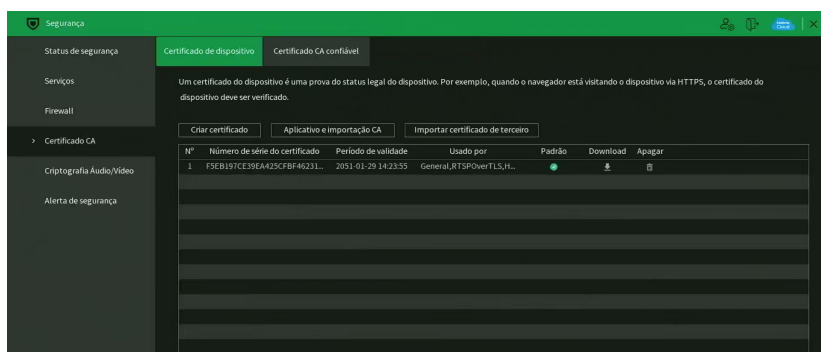 Segurança
Status de segurança
Serviços
Firewall
> Certificado CA
Criptografia Áudio/Vídeo
Alerta de segurança
Certificado de dispositivo Certificado CA confiável
Um certificado do dispositivo é uma prova do status legal do dispositivo. Por exemplo, quando o navegador está visitando o dispositivo via HTTPS, o certificado do
dispositivo deve ser verificado.
Criar certificado Aplicativo e importação CA Importar certificado de terceiro
Nº Número de série do certificado Período de validade Usado por Padrão Download Apagar
1 F5EB197CE39EA425CFBF46231... 2051-01-29 14:23:55 General,RTSPOverTLS,H...